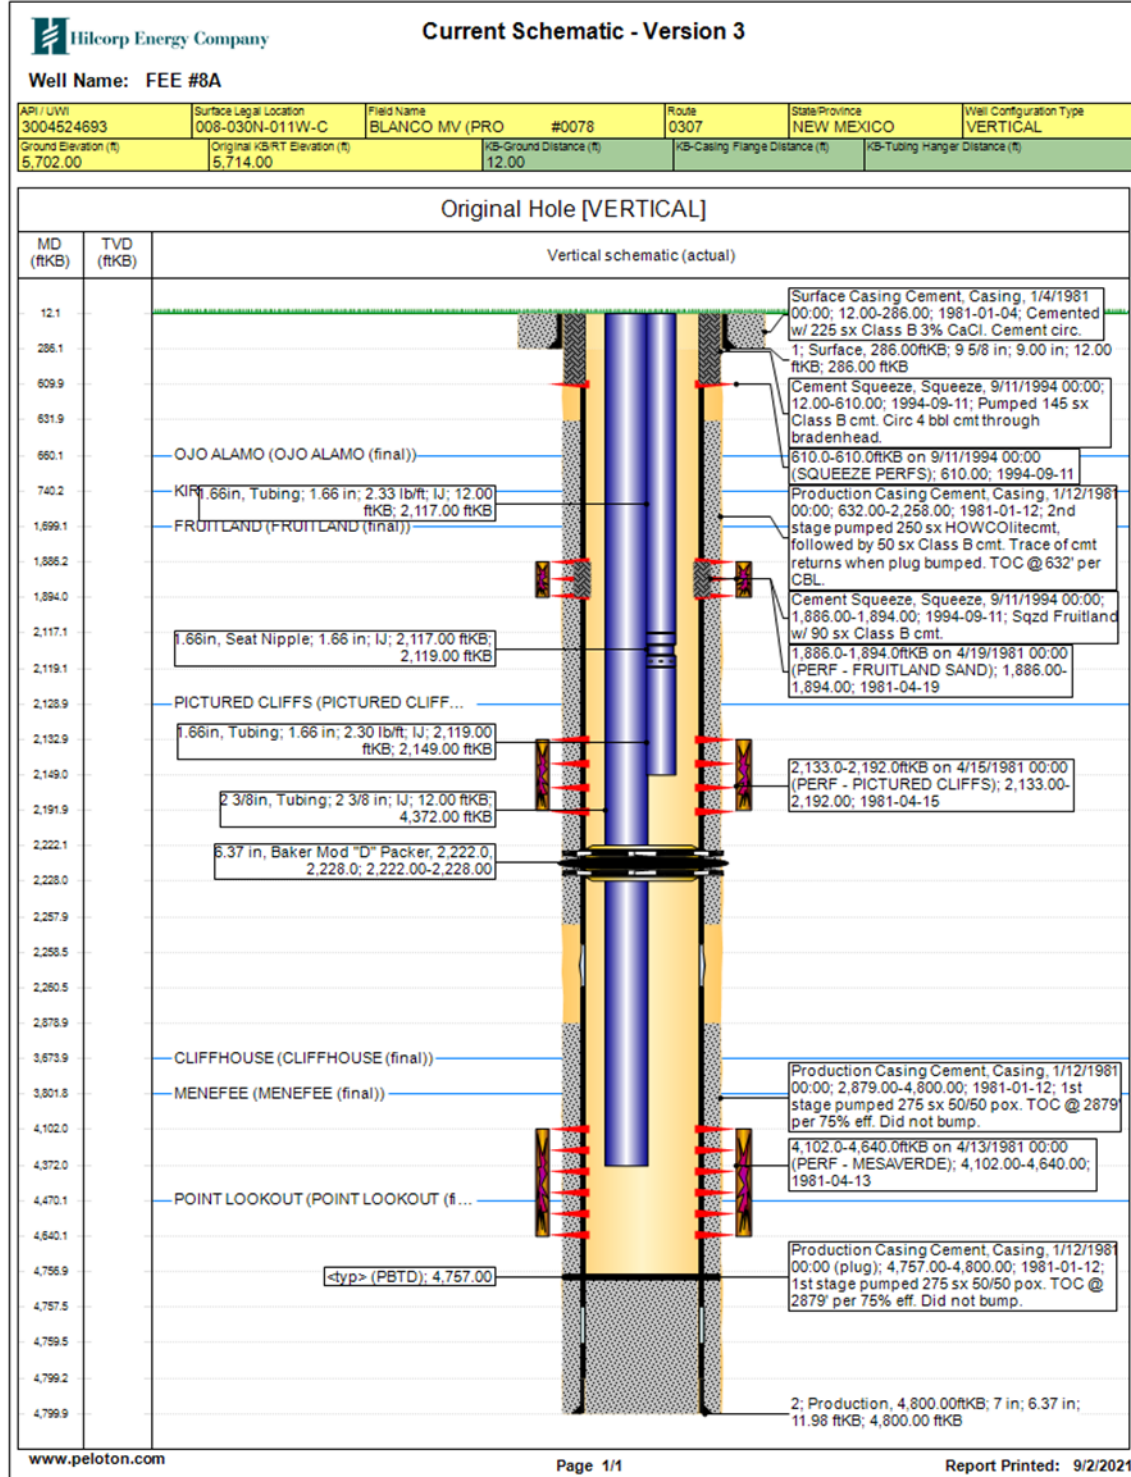 Hilcorp Energy Company
Current Schematic - Version 3
Well Name: FEE #8A
API / UWI
3004524693
Surface Legal Location
008-030N-011W-C
Field Name
BLANCO MV (PRO #0078
Route
0307
State/Province
NEW MEXICO
Well Configuration Type
VERTICAL
Ground Elevation (ft)
5,702.00
Original KB/RT Elevation (ft)
5,714.00
KB-Ground Distance (ft)
12.00
KB-Casing Flange Distance (ft)
KB-Tubing Hanger Distance (ft)
Original Hole [VERTICAL]
MD
(ftKB)
TVD
(ftKB)
Vertical schematic (actual)
12.1
286.1
609.9
631.9
660.1
740.2
1,699.1
1,886.2
1,894.0
2,117.1
2,119.1
2,128.9
2,132.9
2,149.0
2,191.9
2,222.1
2,228.0
2,257.9
2,258.5
2,260.5
2,878.9
3,673.9
3,801.8
4,102.0
4,372.0
4,470.1
4,640.1
4,756.9
4,757.5
4,759.5
4,799.2
4,799.9
OJO ALAMO (OJO ALAMO (final))
KIR
1.66in, Tubing; 1.66 in; 2.33 lb/ft; IJ; 12.00
ftKB; 2,117.00 ftKB
FRUITLAND (FRUITLAND (final))
1.66in, Seat Nipple; 1.66 in; IJ; 2,117.00 ftKB;
2,119.00 ftKB
PICTURED CLIFFS (PICTURED CLIFF...
1.66in, Tubing; 1.66 in; 2.30 lb/ft; IJ; 2,119.00
ftKB; 2,149.00 ftKB
2 3/8in, Tubing; 2 3/8 in; IJ; 12.00 ftKB;
4,372.00 ftKB
6.37 in, Baker Mod "D" Packer, 2,222.0,
2,228.0; 2,222.00-2,228.00
CLIFFHOUSE (CLIFFHOUSE (final))
MENEFEE (MENEFEE (final))
POINT LOOKOUT (POINT LOOKOUT (fi...
<typ> (PBTD); 4,757.00
Surface Casing Cement, Casing, 1/4/1981
00:00; 12.00-286.00; 1981-01-04; Cemented
w/ 225 sx Class B 3% CaCl. Cement circ.
1; Surface, 286.00ftKB; 9 5/8 in; 9.00 in; 12.00
ftKB; 286.00 ftKB
Cement Squeeze, Squeeze, 9/11/1994 00:00;
12.00-610.00; 1994-09-11; Pumped 145 sx
Class B cmt. Circ 4 bbl cmt through
bradenhead.
610.0-610.0ftKB on 9/11/1994 00:00
(SQUEEZE PERFS); 610.00; 1994-09-11
Production Casing Cement, Casing, 1/12/1981
00:00; 632.00-2,258.00; 1981-01-12; 2nd
stage pumped 250 sx HOWCOlitecmt,
followed by 50 sx Class B cmt. Trace of cmt
returns when plug bumped. TOC @ 632' per
CBL.
Cement Squeeze, Squeeze, 9/11/1994 00:00;
1,886.00-1,894.00; 1994-09-11; Sqzd Fruitland
w/ 90 sx Class B cmt.
1,886.0-1,894.0ftKB on 4/19/1981 00:00
(PERF - FRUITLAND SAND); 1,886.00-
1,894.00; 1981-04-19
2,133.0-2,192.0ftKB on 4/15/1981 00:00
(PERF - PICTURED CLIFFS); 2,133.00-
2,192.00; 1981-04-15
Production Casing Cement, Casing, 1/12/1981
00:00; 2,879.00-4,800.00; 1981-01-12; 1st
stage pumped 275 sx 50/50 pox. TOC @ 2879'
per 75% eff. Did not bump.
4,102.0-4,640.0ftKB on 4/13/1981 00:00
(PERF - MESAVERDE); 4,102.00-4,640.00;
1981-04-13
Production Casing Cement, Casing, 1/12/1981
00:00 (plug); 4,757.00-4,800.00; 1981-01-12;
1st stage pumped 275 sx 50/50 pox. TOC @
2879' per 75% eff. Did not bump.
2; Production, 4,800.00ftKB; 7 in; 6.37 in;
11.98 ftKB; 4,800.00 ftKB
www.peloton.com
Page 1/1
Report Printed: 9/2/2021